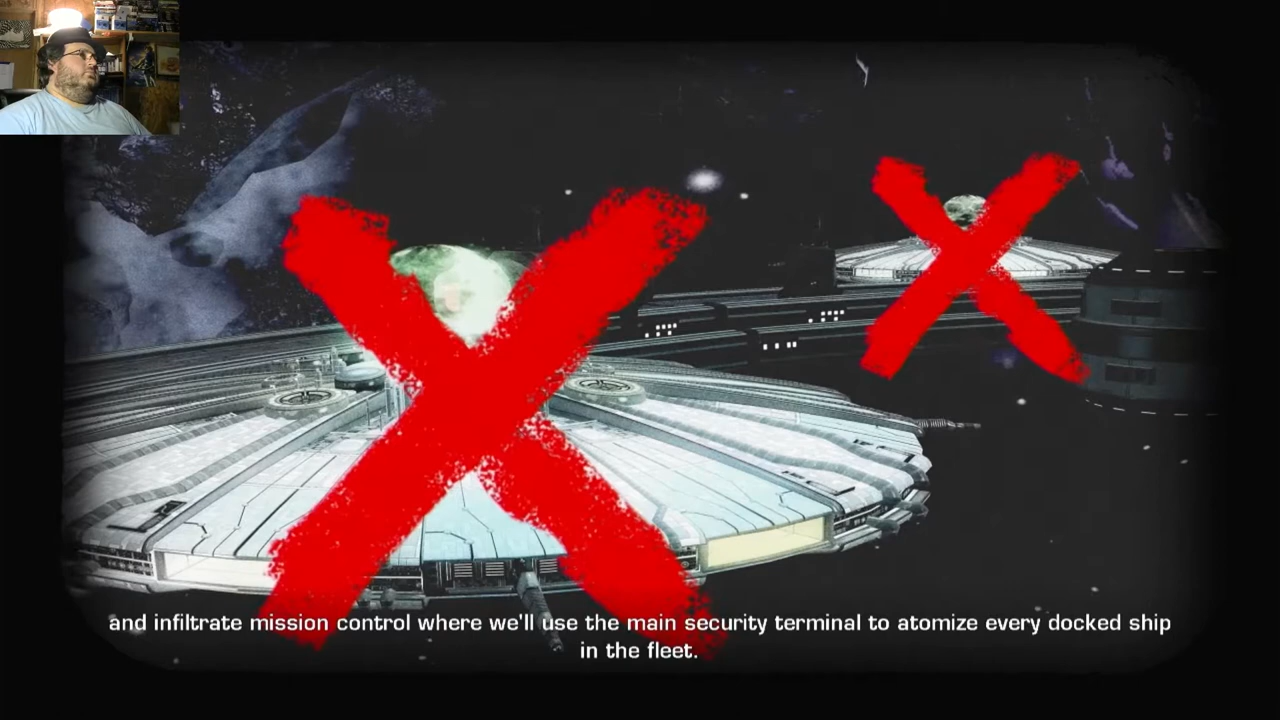 and infiltrate mission control where we'll use the main security terminal to atomize every docked ship
in the fleet.